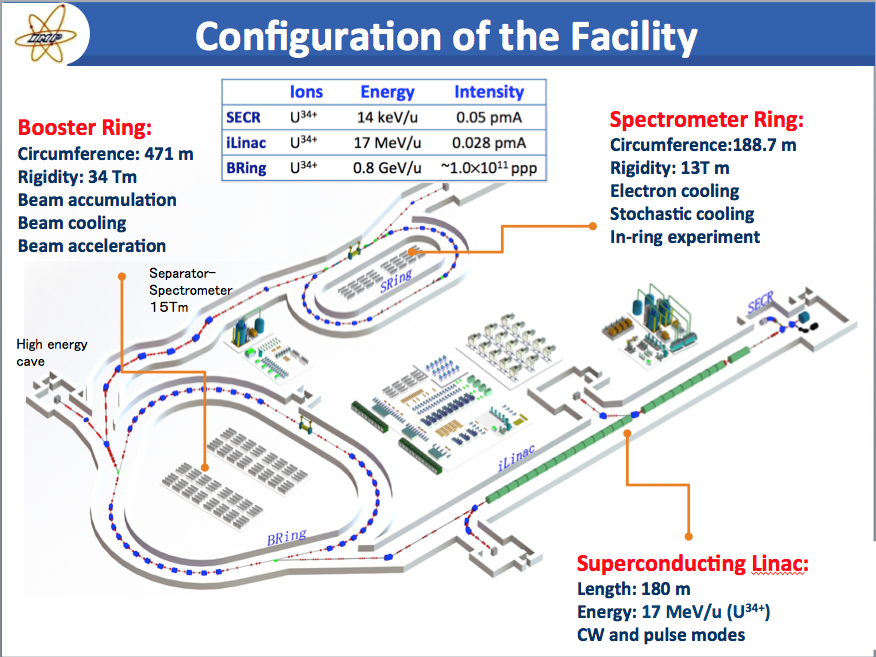 IMP
Configuration of the Facility
Ions Energy Intensity
SECR U³⁴⁺ 14 keV/u 0.05 pmA
iLinac U³⁴⁺ 17 MeV/u 0.028 pmA
BRing U³⁴⁺ 0.8 GeV/u ~1.0×10¹¹ ppp
Booster Ring:
Circumference: 471 m
Rigidity: 34 Tm
Beam accumulation
Beam cooling
Beam acceleration
Spectrometer Ring:
Circumference:188.7 m
Rigidity: 13T m
Electron cooling
Stochastic cooling
In-ring experiment
Separator-
Spectrometer
15Tm
High energy
cave
SRing
SECR
iLinac
BRing
Superconducting Linac:
Length: 180 m
Energy: 17 MeV/u (U³⁴⁺)
CW and pulse modes